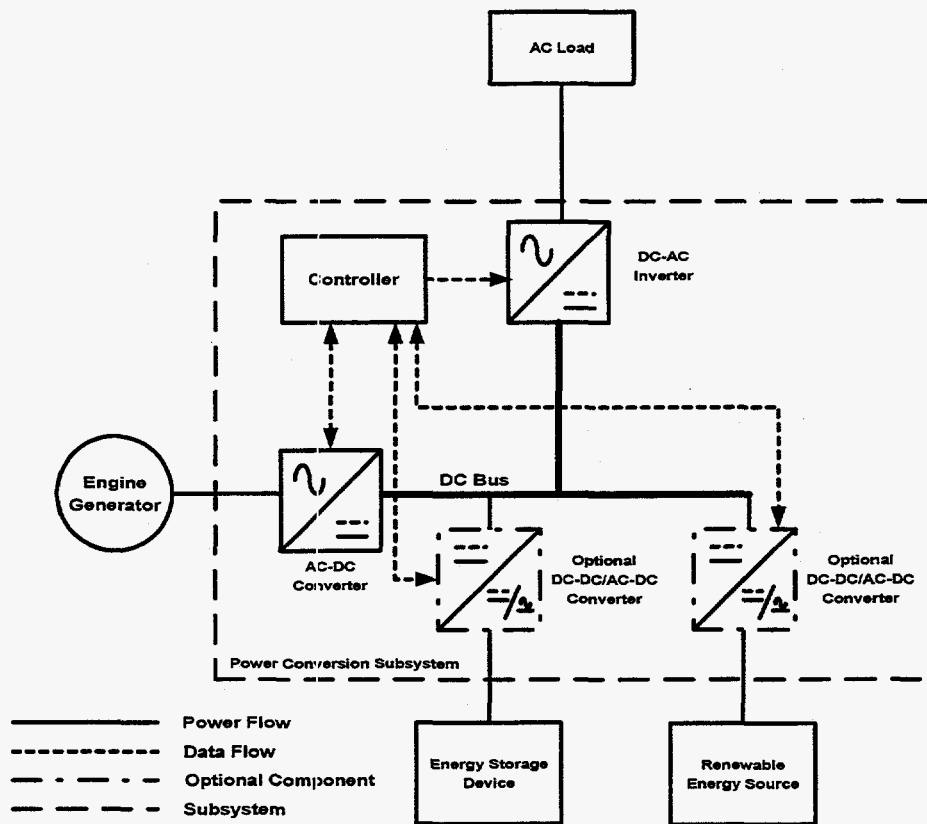 AC Load
DC-AC
Inverter
Controller
Engine
Generator
DC Bus
AC-DC
Converter
Optional
DC-DC/AC-DC
Converter
Optional
DC-DC/AC-DC
Converter
Power Conversion Subsystem
Energy Storage
Device
Renewable
Energy Source
Power Flow
Data Flow
Optional Component
Subsystem